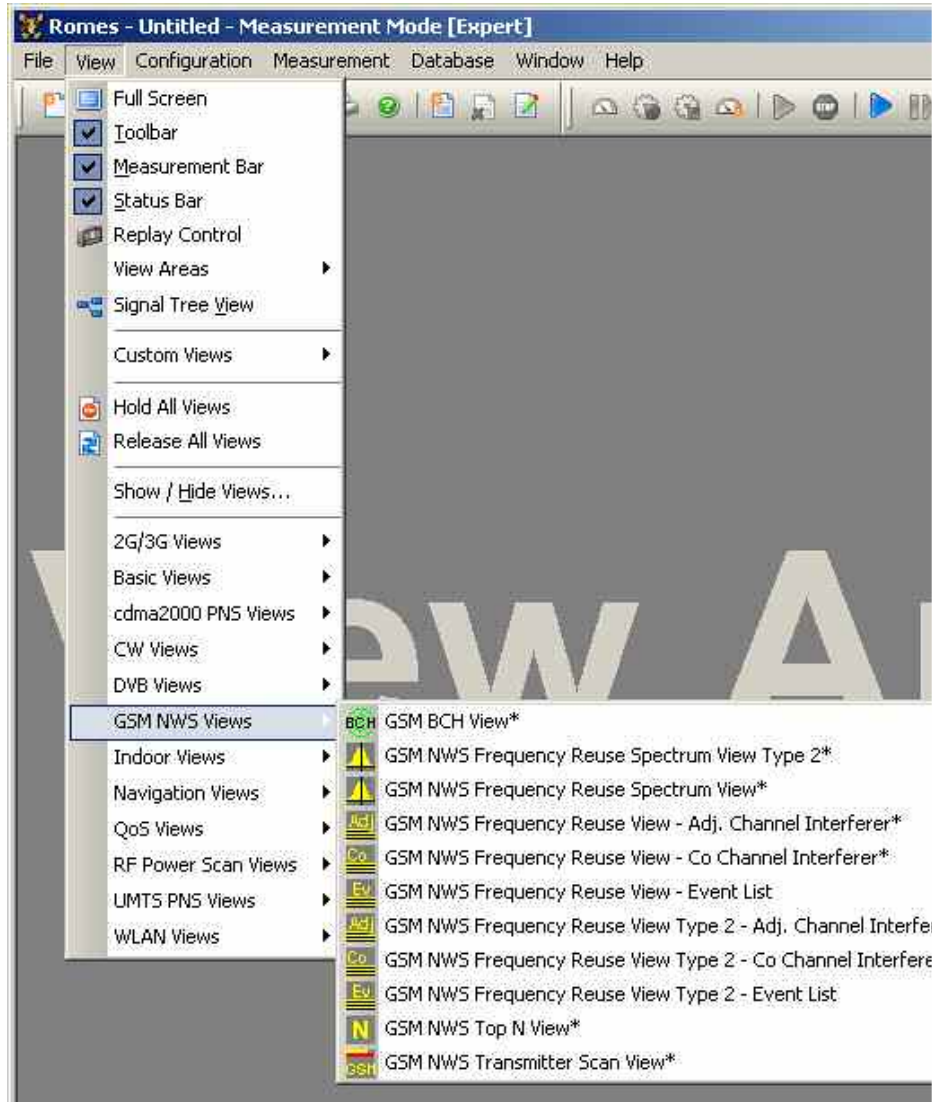 Romes - Untitled - Measurement Mode [Expert]
File View Configuration Measurement Database Window Help
Full Screen
Toolbar
Measurement Bar
Status Bar
Replay Control
View Areas
Signal Tree View
Custom Views
Hold All Views
Release All Views
Show / Hide Views...
2G/3G Views
Basic Views
cdma2000 PNS Views
CW Views
DVB Views
GSM NWS Views
Indoor Views
Navigation Views
QoS Views
RF Power Scan Views
UMTS PNS Views
WLAN Views
BCH GSM BCH View*
GSM NWS Frequency Reuse Spectrum View Type 2*
GSM NWS Frequency Reuse Spectrum View*
Adj GSM NWS Frequency Reuse View - Adj. Channel Interferer*
Co GSM NWS Frequency Reuse View - Co Channel Interferer*
Ev GSM NWS Frequency Reuse View - Event List
Adj GSM NWS Frequency Reuse View Type 2 - Adj. Channel Interfe
Co GSM NWS Frequency Reuse View Type 2 - Co Channel Interfere
Ev GSM NWS Frequency Reuse View Type 2 - Event List
N GSM NWS Top N View*
GSM GSM NWS Transmitter Scan View*